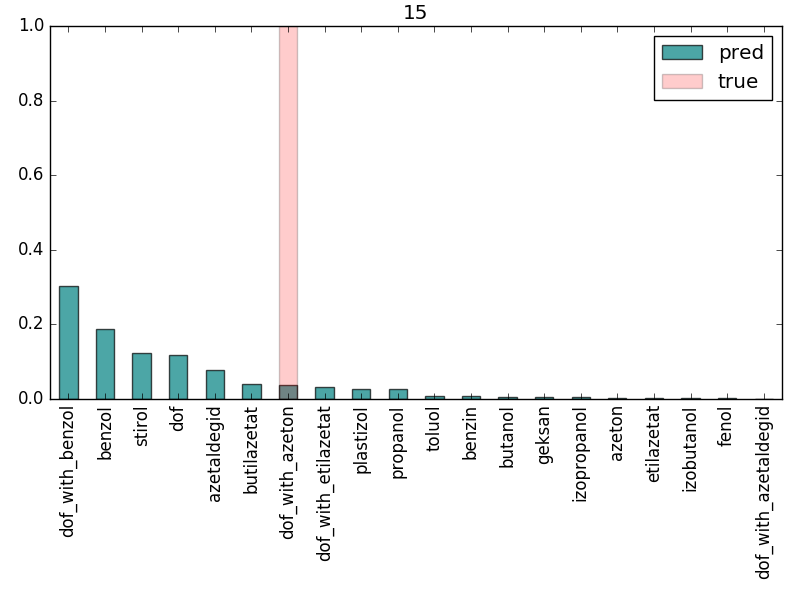 15
pred
true
1.0
0.8
0.6
0.4
0.2
0.0
dof_with_benzol
benzol
stirol
dof
azetaldegid
butilazetat
dof_with_azeton
dof_with_etilazetat
plastizol
propanol
toluol
benzin
butanol
geksan
izopropanol
azeton
etilazetat
izobutanol
fenol
dof_with_azetaldegid